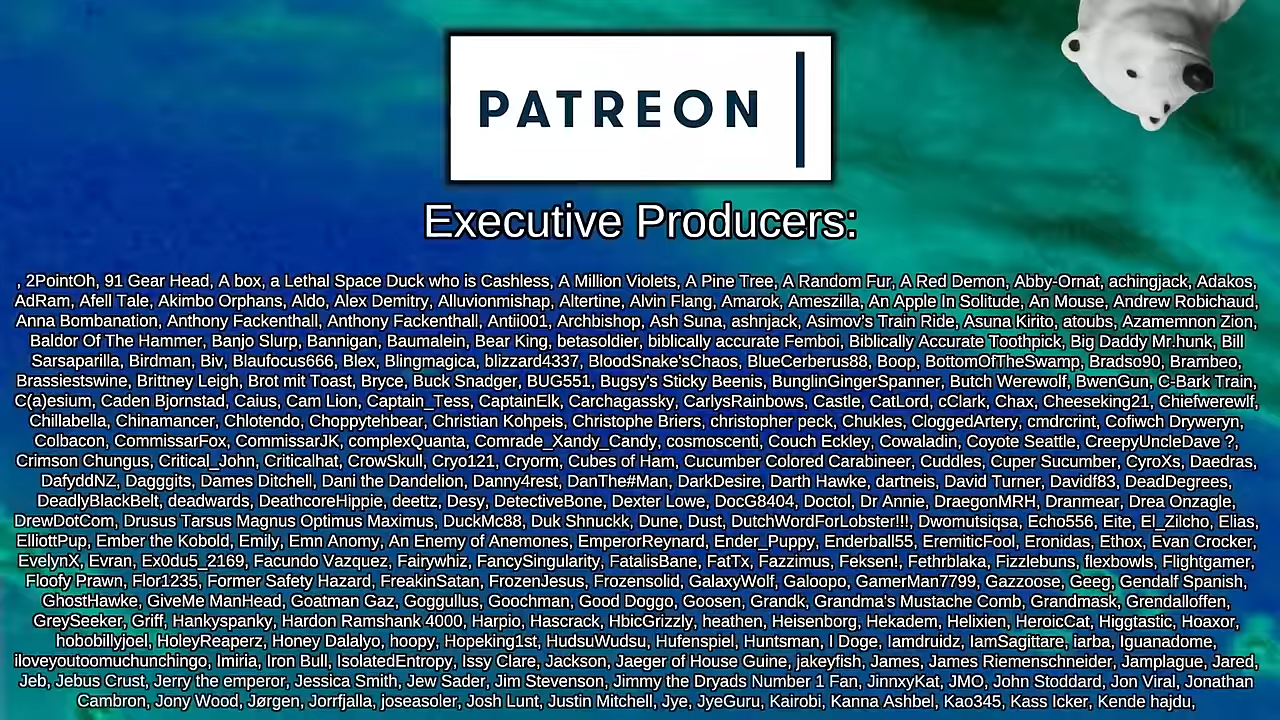 PATREON
Executive Producers:
, 2PointOh, 91 Gear Head, A box, a Lethal Space Duck who is Cashless, A Million Violets, A Pine Tree, A Random Fur, A Red Demon, Abby-Ornat, achingjack, Adakos,
AdRam, Afell Tale, Akimbo Orphans, Aldo, Alex Demitry, Alluvionmishap, Altertine, Alvin Flang, Amarok, Ameszilla, An Apple In Solitude, An Mouse, Andrew Robichaud,
Anna Bombanation, Anthony Fackenthall, Anthony Fackenthall, Antii001, Archbishop, Ash Suna, ashnjack, Asimov's Train Ride, Asuna Kirito, atoubs, Azamemnon Zion,
Baldor Of The Hammer, Banjo Slurp, Bannigan, Baumalein, Bear King, betasoldier, biblically accurate Femboi, Biblically Accurate Toothpick, Big Daddy Mr.hunk, Bill
Sarsaparilla, Birdman, Biv, Blaufocus666, Blex, Blingmagica, blizzard4337, BloodSnake'sChaos, BlueCerberus88, Boop, BottomOfTheSwamp, Bradso90, Brambeo,
Brassiestswine, Brittney Leigh, Brot mit Toast, Bryce, Buck Snadger, BUG551, Bugsy's Sticky Beenis, BunglinGingerSpanner, Butch Werewolf, BwenGun, C-Bark Train,
C(a)esium, Caden Bjornstad, Caius, Cam Lion, Captain_Tess, CaptainElk, Carchagassky, CarlysRainbows, Castle, CatLord, cClark, Chax, Cheeseking21, Chiefwerewlf,
Chillabella, Chinamancer, Chlotendo, Choppytehbear, Christian Kohpeis, Christophe Briers, christopher peck, Chukles, CloggedArtery, cmdrcrint, Cofiwch Dryweryn,
Colbacon, CommissarFox, CommissarJK, complexQuanta, Comrade_Xandy_Candy, cosmoscenti, Couch Eckley, Cowaladin, Coyote Seattle, CreepyUncleDave ?,
Crimson Chungus, Critical_John, Criticalhat, CrowSkull, Cryo121, Cryorm, Cubes of Ham, Cucumber Colored Carabineer, Cuddles, Cuper Sucumber, CyroXs, Daedras,
DafyddNZ, Dagggits, Dames Ditchell, Dani the Dandelion, Danny4rest, DanThe#Man, DarkDesire, Darth Hawke, dartneis, David Turner, Davidf83, DeadDegrees,
DeadlyBlackBelt, deadwards, DeathcoreHippie, deettz, Desy, DetectiveBone, Dexter Lowe, DocG8404, Doctol, Dr Annie, DraegonMRH, Dranmear, Drea Onzagle,
DrewDotCom, Drusus Tarsus Magnus Optimus Maximus, DuckMc88, Duk Shnuckk, Dune, Dust, DutchWordForLobster!!!, Dwomutsiqsa, Echo556, Eite, El_Zilcho, Elias,
ElliottPup, Ember the Kobold, Emily, Emn Anomy, An Enemy of Anemones, EmperorReynard, Ender_Puppy, Enderball55, EremiticFool, Eronidas, Ethox, Evan Crocker,
EvelynX, Evran, Ex0du5_2169, Facundo Vazquez, Fairywhiz, FancySingularity, FatalisBane, FatTx, Fazzimus, Feksen!, Fethrblaka, Fizzlebuns, flexbowls, Flightgamer,
Floofy Prawn, Flor1235, Former Safety Hazard, FreakinSatan, FrozenJesus, Frozensolid, GalaxyWolf, Galoopo, GamerMan7799, Gazzoose, Geeg, Gendalf Spanish,
GhostHawke, GiveMe ManHead, Goatman Gaz, Goggullus, Goochman, Good Doggo, Goosen, Grandk, Grandma's Mustache Comb, Grandmask, Grendalloffen,
GreySeeker, Griff, Hankyspanky, Hardon Ramshank 4000, Harpio, Hascrack, HbicGrizzly, heathen, Heisenborg, Hekadem, Helixien, HeroicCat, Higgtastic, Hoaxor,
hobobillyjoel, HoleyReaperz, Honey Dalalyo, hoopy, Hopeking1st, HudsuWudsu, Hufenspiel, Huntsman, I Doge, Iamdruidz, IamSagittare, iarba, Iguanadome,
iloveyoutoomuchunchingo, Imiria, Iron Bull, IsolatedEntropy, Issy Clare, Jackson, Jaeger of House Guine, jakeyfish, James, James Riemenschneider, Jamplague, Jared,
Jeb, Jebus Crust, Jerry the emperor, Jessica Smith, Jew Sader, Jim Stevenson, Jimmy the Dryads Number 1 Fan, JinnxyKat, JMO, John Stoddard, Jon Viral, Jonathan
Cambron, Jony Wood, Jørgen, Jorrfjalla, joseasoler, Josh Lunt, Justin Mitchell, Jye, JyeGuru, Kairobi, Kanna Ashbel, Kao345, Kass Icker, Kende hajdu,